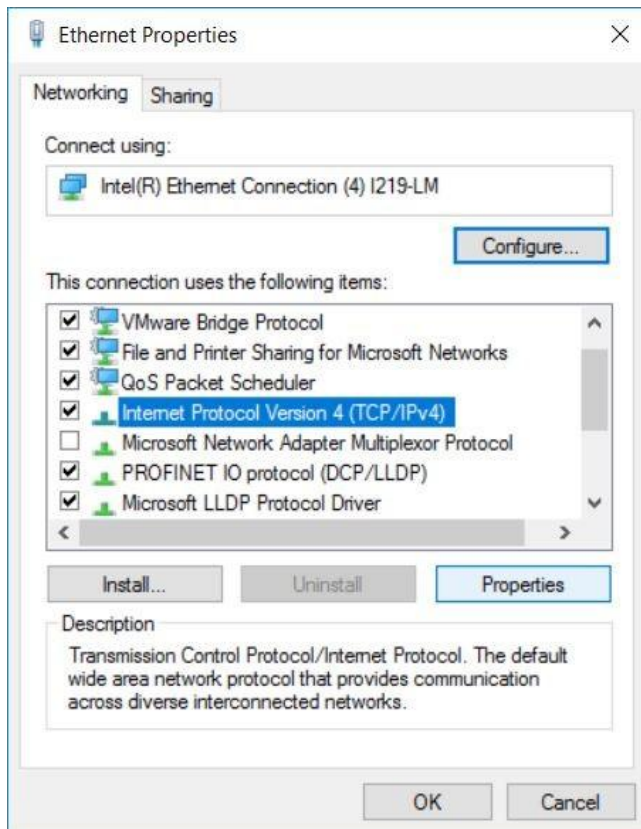 Ethernet Properties
Networking
Sharing
Connect using:
Intel(R) Ethernet Connection (4) I219-LM
Configure...
This connection uses the following items:
VMware Bridge Protocol
File and Printer Sharing for Microsoft Networks
QoS Packet Scheduler
Internet Protocol Version 4 (TCP/IPv4)
Microsoft Network Adapter Multiplexor Protocol
PROFINET IO protocol (DCP/LLDP)
Microsoft LLDP Protocol Driver
Install...
Uninstall
Properties
Description
Transmission Control Protocol/Internet Protocol. The default
wide area network protocol that provides communication
across diverse interconnected networks.
OK
Cancel